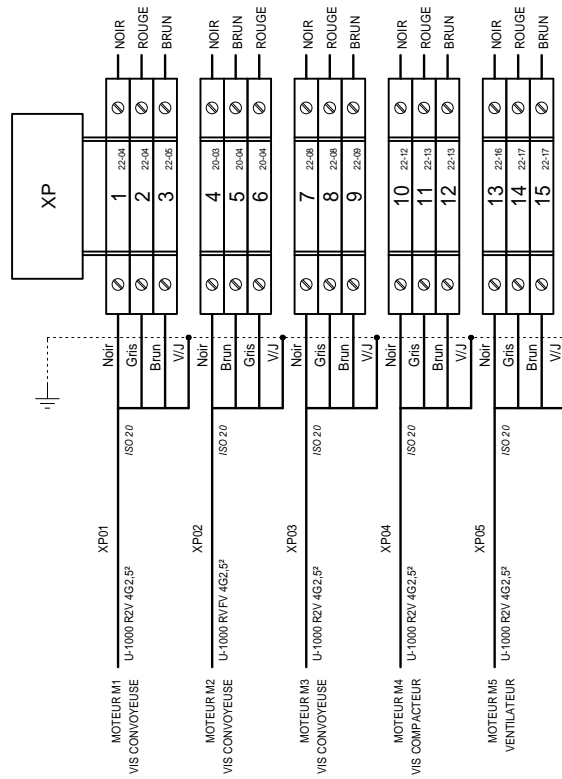 XP
MOTEUR M1
VIS CONVOYEUSE
U-1000 R2V 4G2,5²
XP01
ISO 20
Noir 1 22-04 NOIR
Gris 2 22-04 ROUGE
Brun 3 22-05 BRUN
V/J
MOTEUR M2
VIS CONVOYEUSE
U-1000 RVFV 4G2,5²
XP02
ISO 20
Noir 4 20-03 NOIR
Brun 5 20-04 BRUN
Gris 6 20-04 ROUGE
V/J
MOTEUR M3
VIS CONVOYEUSE
U-1000 R2V 4G2,5²
XP03
ISO 20
Noir 7 22-08 NOIR
Gris 8 22-08 ROUGE
Brun 9 22-09 BRUN
V/J
MOTEUR M4
VIS COMPACTEUR
U-1000 R2V 4G2,5²
XP04
ISO 20
Noir 10 22-12 NOIR
Gris 11 22-13 ROUGE
Brun 12 22-13 BRUN
V/J
MOTEUR M5
VENTILATEUR
U-1000 R2V 4G2,5²
XP05
ISO 20
Noir 13 22-16 NOIR
Gris 14 22-17 ROUGE
Brun 15 22-17 BRUN
V/J